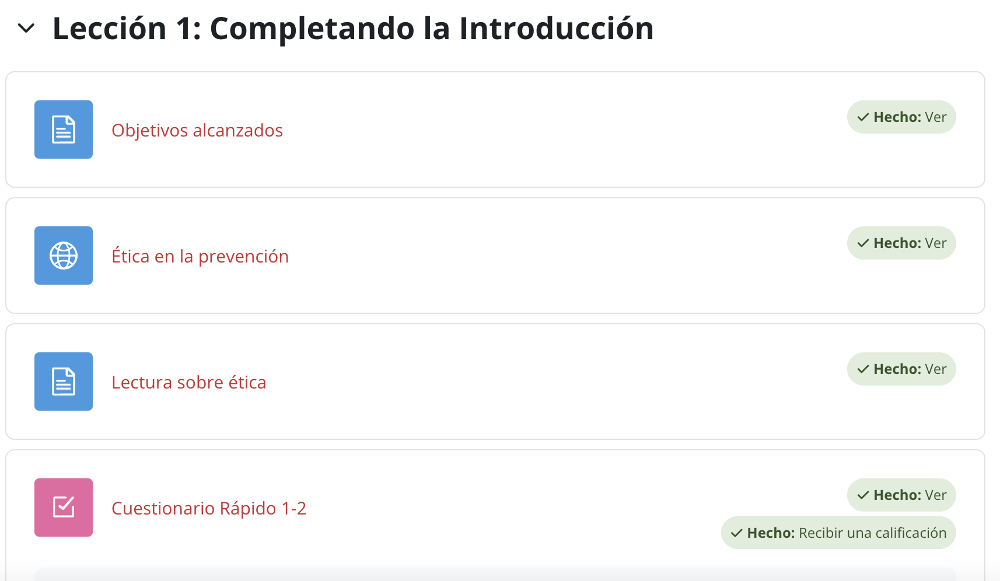 Lección 1: Completando la Introducción
Objetivos alcanzados
Hecho: Ver
Ética en la prevención
Hecho: Ver
Lectura sobre ética
Hecho: Ver
Cuestionario Rápido 1-2
Hecho: Ver
Hecho: Recibir una calificación